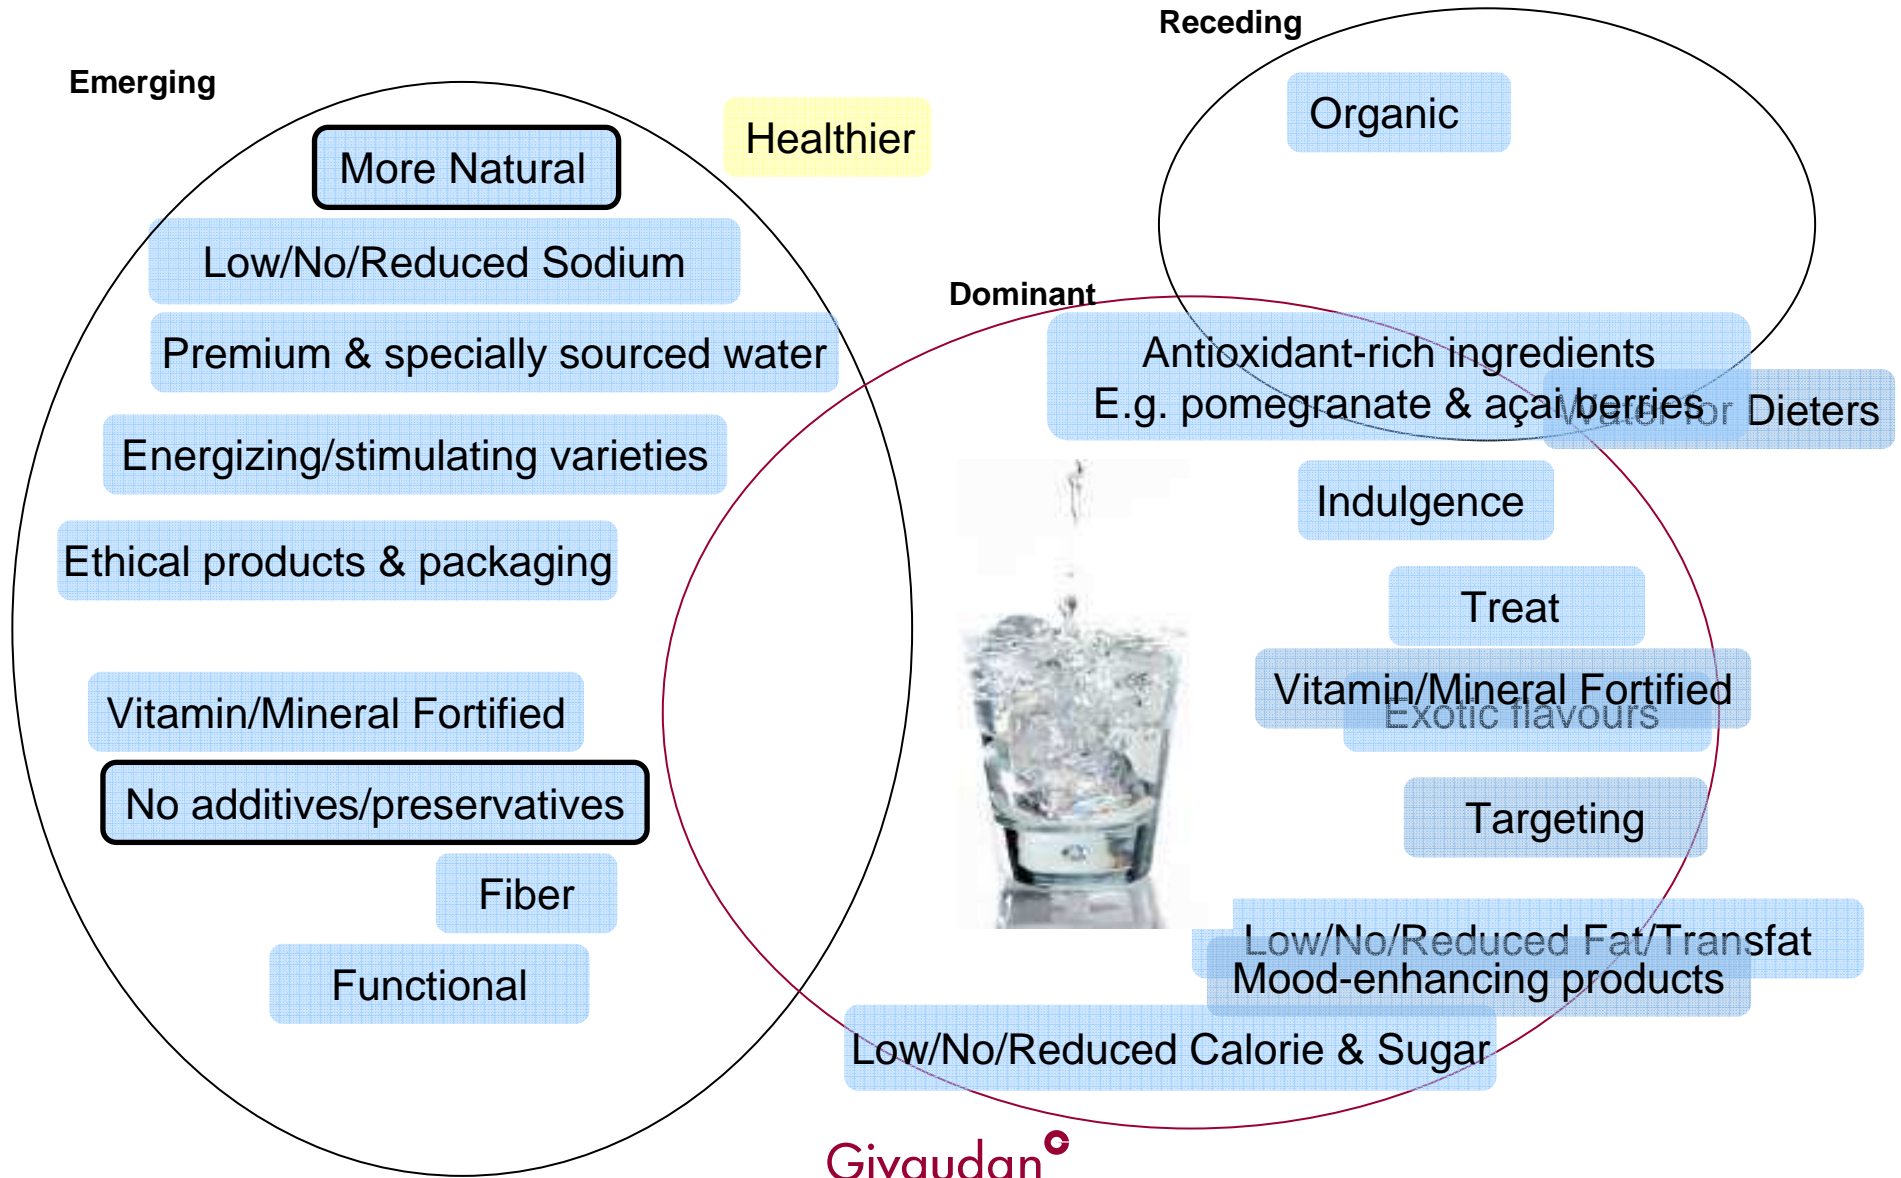 Receding
Emerging
Organic
Healthier
More Natural
Low/No/Reduced Sodium
Dominant
Premium & specially sourced water
Antioxidant-rich ingredients
E.g. pomegranate & açai berries
Water for Dieters
Energizing/stimulating varieties
Indulgence
Ethical products & packaging
Treat
Vitamin/Mineral Fortified
Vitamin/Mineral Fortified
Exotic flavours
No additives/preservatives
Targeting
Fiber
Low/No/Reduced Fat/Transfat
Functional
Mood-enhancing products
Low/No/Reduced Calorie & Sugar
Givaudan